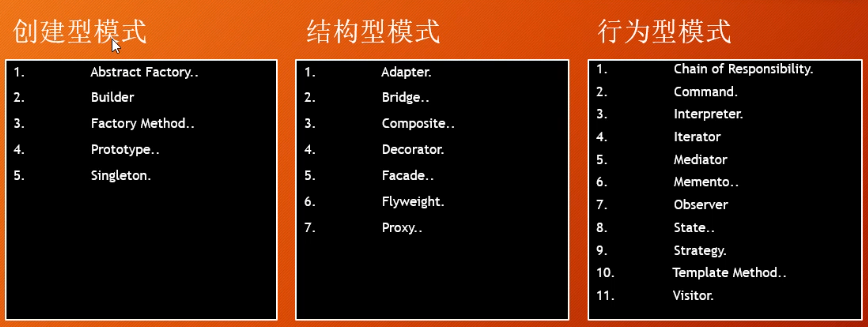 创建型模式
1. Abstract Factory..
2. Builder
3. Factory Method..
4. Prototype..
5. Singleton.
结构型模式
1. Adapter.
2. Bridge..
3. Composite..
4. Decorator.
5. Facade..
6. Flyweight.
7. Proxy..
行为型模式
1. Chain of Responsibility.
2. Command.
3. Interpreter.
4. Iterator
5. Mediator
6. Memento..
7. Observer
8. State..
9. Strategy.
10. Template Method..
11. Visitor.